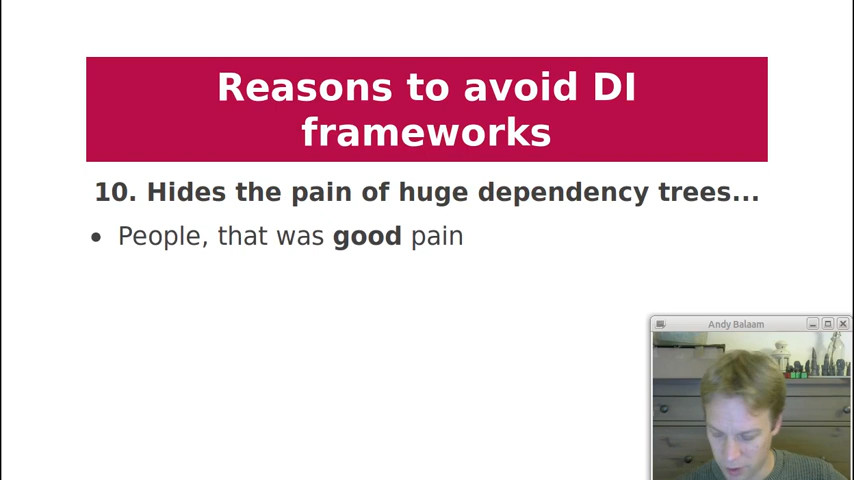 Reasons to avoid DI
frameworks
10. Hides the pain of huge dependency trees...
• People, that was good pain
Andy Balaam